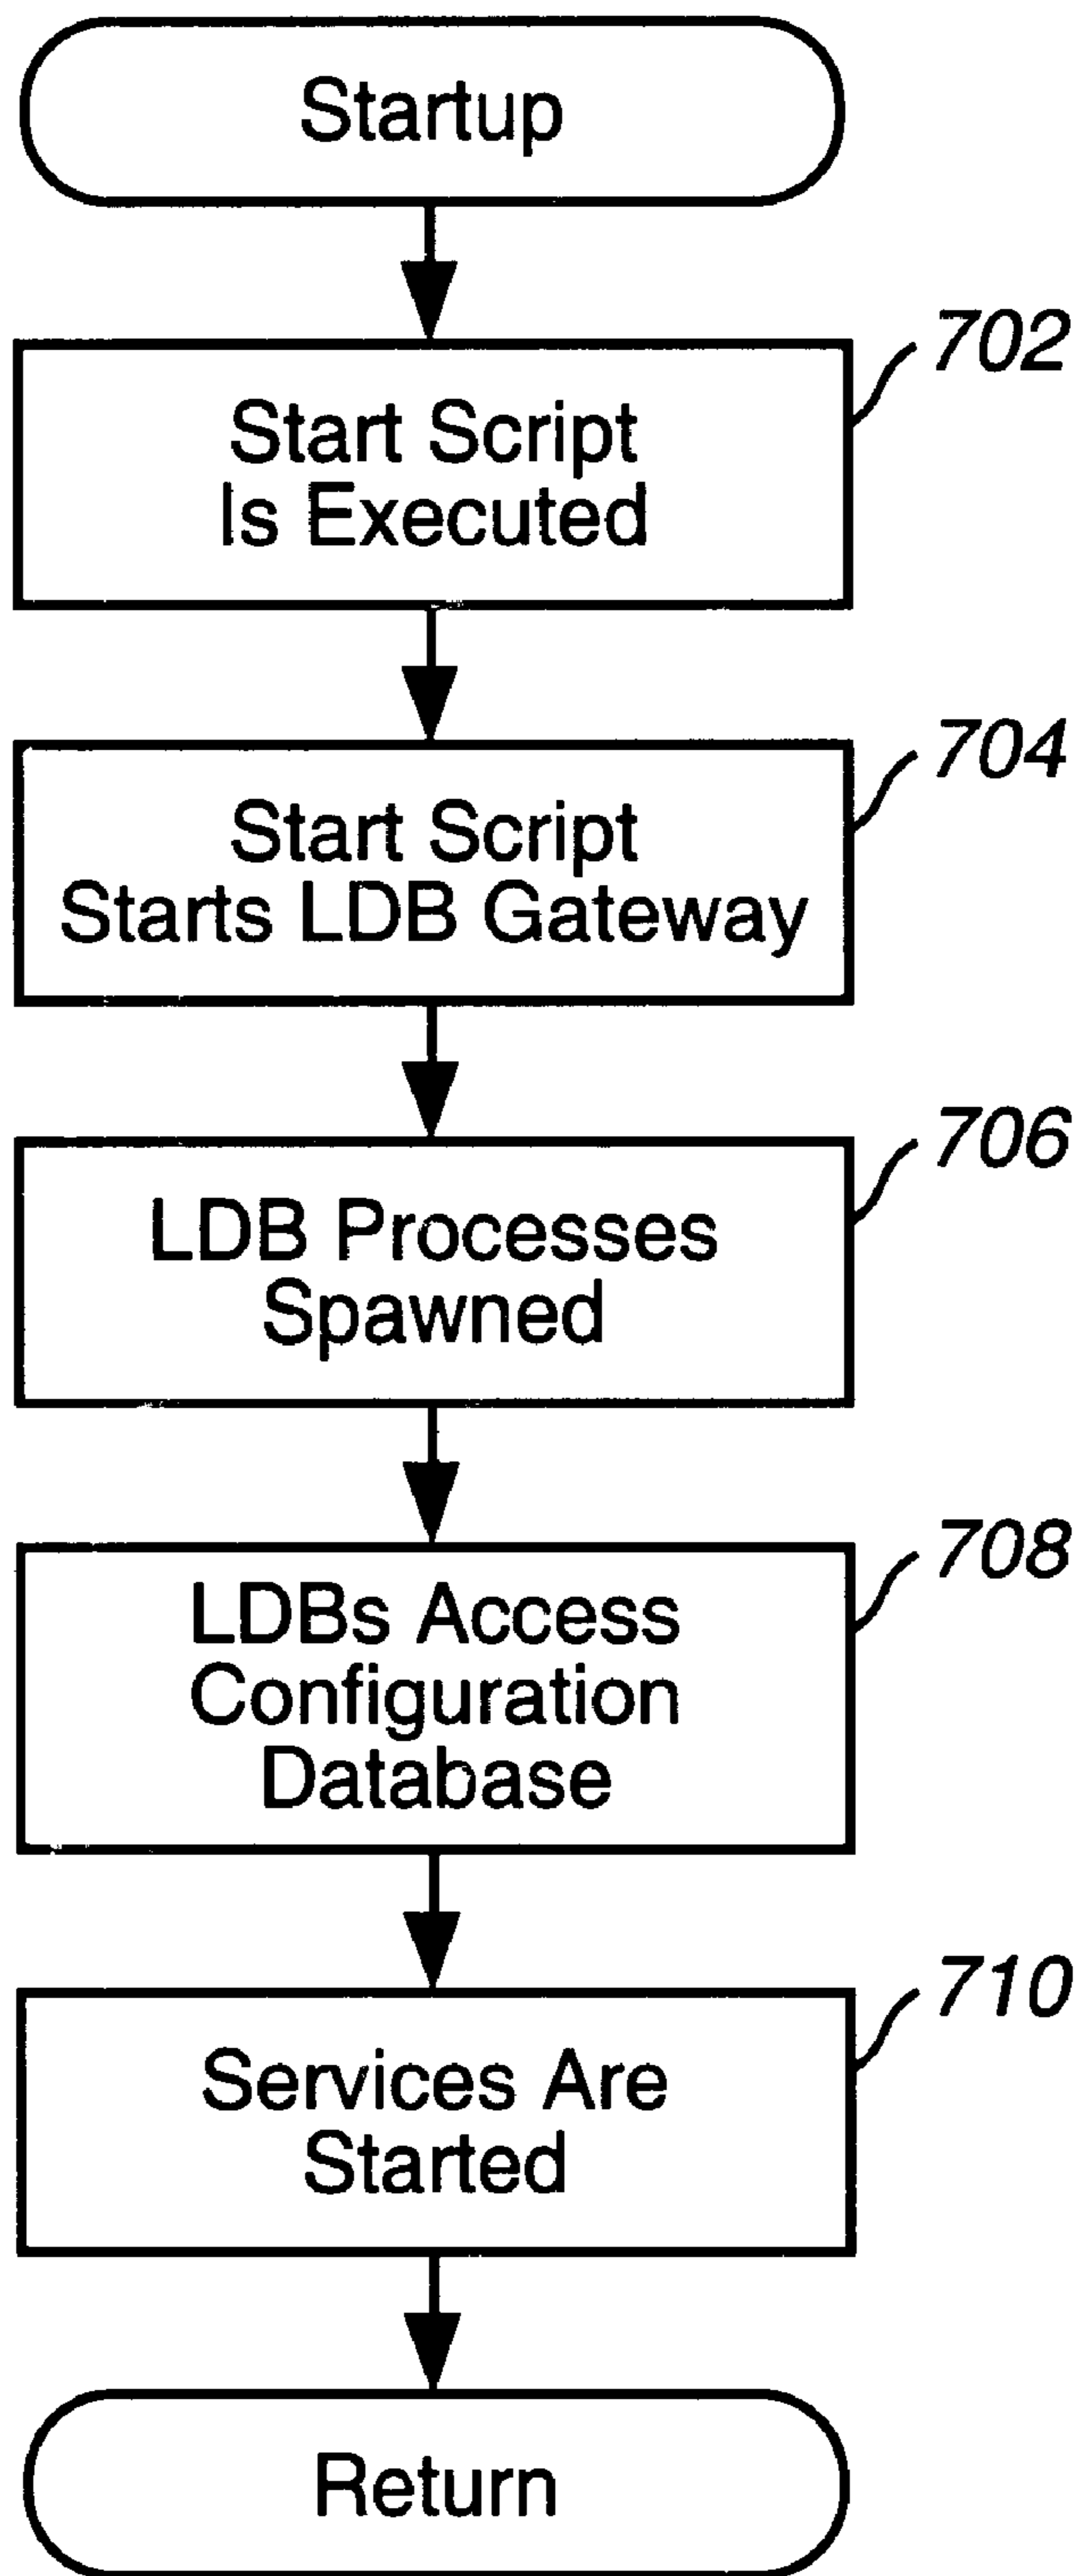 Startup
702
Start Script
Is Executed
704
Start Script
Starts LDB Gateway
706
LDB Processes
Spawned
708
LDBs Access
Configuration
Database
710
Services Are
Started
Return